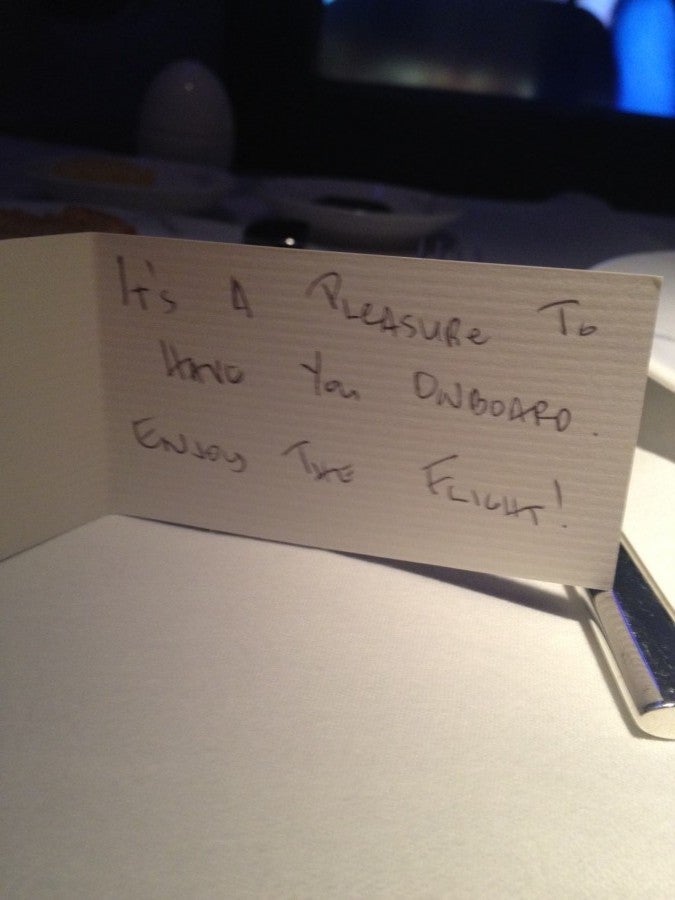 It's A PLEASURE To
HAVE You ONBOARD.
ENJOY THE FLIGHT!